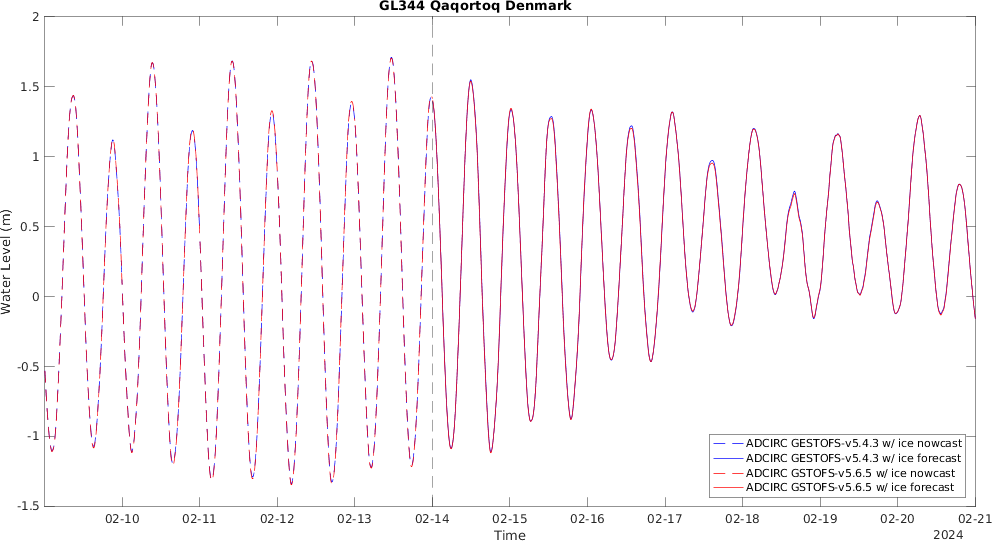 GL344 Qaqortoq Denmark
2
1.5
1
0.5
0
-0.5
-1
-1.5
Water Level (m)
ADCIRC GESTOFS-v5.4.3 w/ ice nowcast
ADCIRC GESTOFS-v5.4.3 w/ ice forecast
ADCIRC GSTOFS-v5.6.5 w/ ice nowcast
ADCIRC GSTOFS-v5.6.5 w/ ice forecast
02-10 02-11 02-12 02-13 02-14 02-15 02-16 02-17 02-18 02-19 02-20 02-21
Time
2024